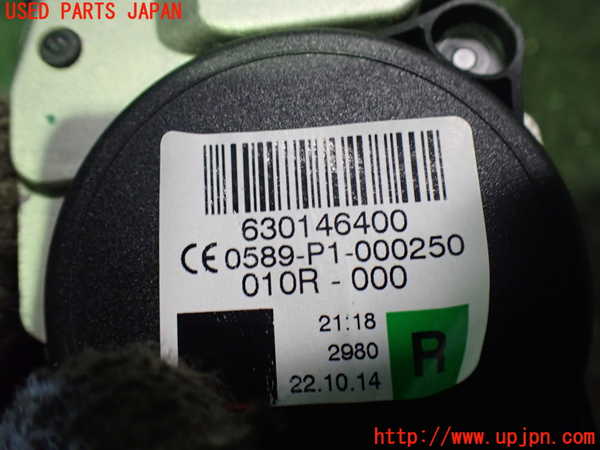 USED PARTS JAPAN
630146400
CE 0589-P1-000250
010R - 000
21:18
2980
22.10.14
R
http://www.upjpn.com